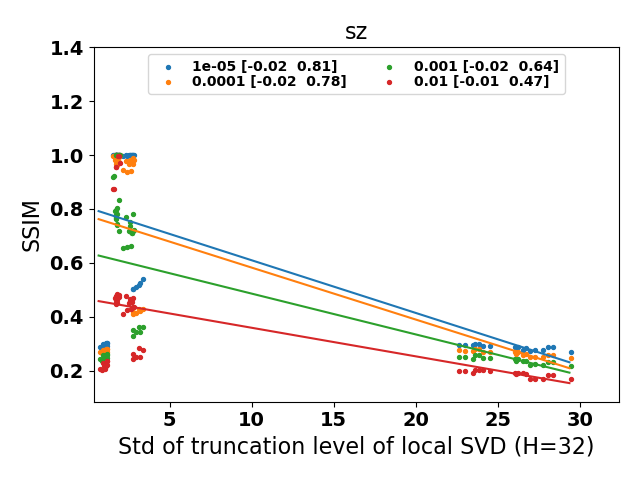 sz
1e-05 [-0.02  0.81]
0.0001 [-0.02  0.78]
0.001 [-0.02  0.64]
0.01 [-0.01  0.47]
1.4
1.2
1.0
0.8
0.6
0.4
0.2
SSIM
5 10 15 20 25 30
Std of truncation level of local SVD (H=32)